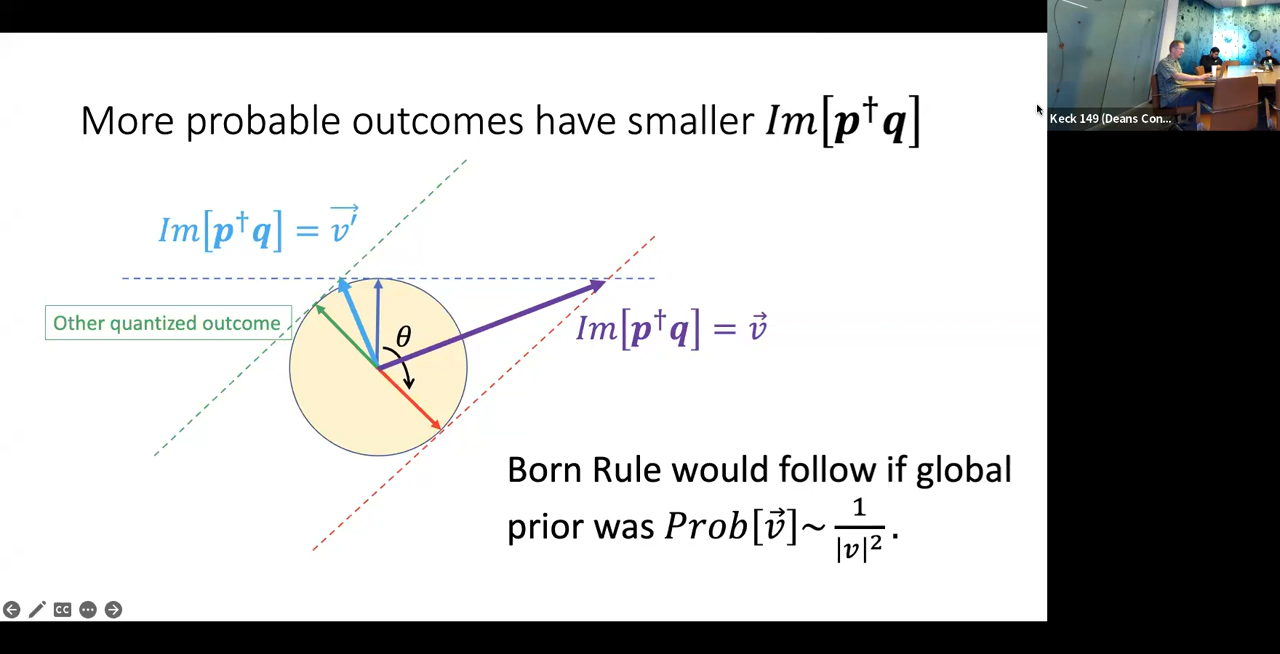 More probable outcomes have smaller Im[p†q]
Keck 149 (Deans Con...
Im[p†q] = v⃗′
Other quantized outcome
θ
Im[p†q] = v⃗
Born Rule would follow if global
prior was Prob[v⃗]~ 1/|v|².
CC